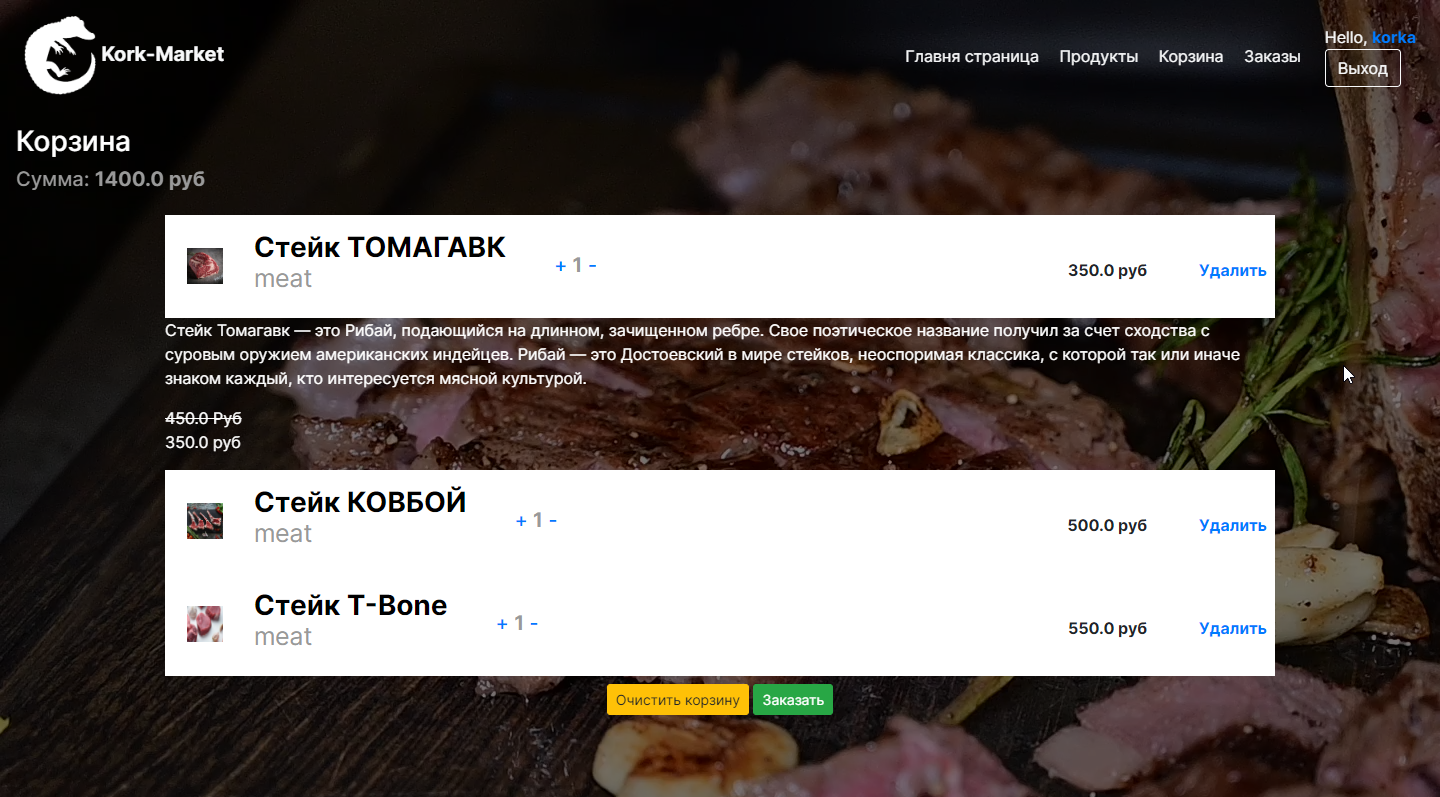 Kork-Market
Главня страница
Продукты
Корзина
Заказы
Hello, korka
Выход
Корзина
Сумма: 1400.0 руб
Стейк ТОМАГАВК
meat
+ 1 -
350.0 руб
Удалить
Стейк Томагавк — это Рибай, подающийся на длинном, зачищенном ребре. Свое поэтическое название получил за счет сходства с
суровым оружием американских индейцев. Рибай — это Достоевский в мире стейков, неоспоримая классика, с которой так или иначе
знаком каждый, кто интересуется мясной культурой.
450.0 Руб
350.0 руб
Стейк КОВБОЙ
meat
+ 1 -
500.0 руб
Удалить
Стейк T-Bone
meat
+ 1 -
550.0 руб
Удалить
Очистить корзину
Заказать